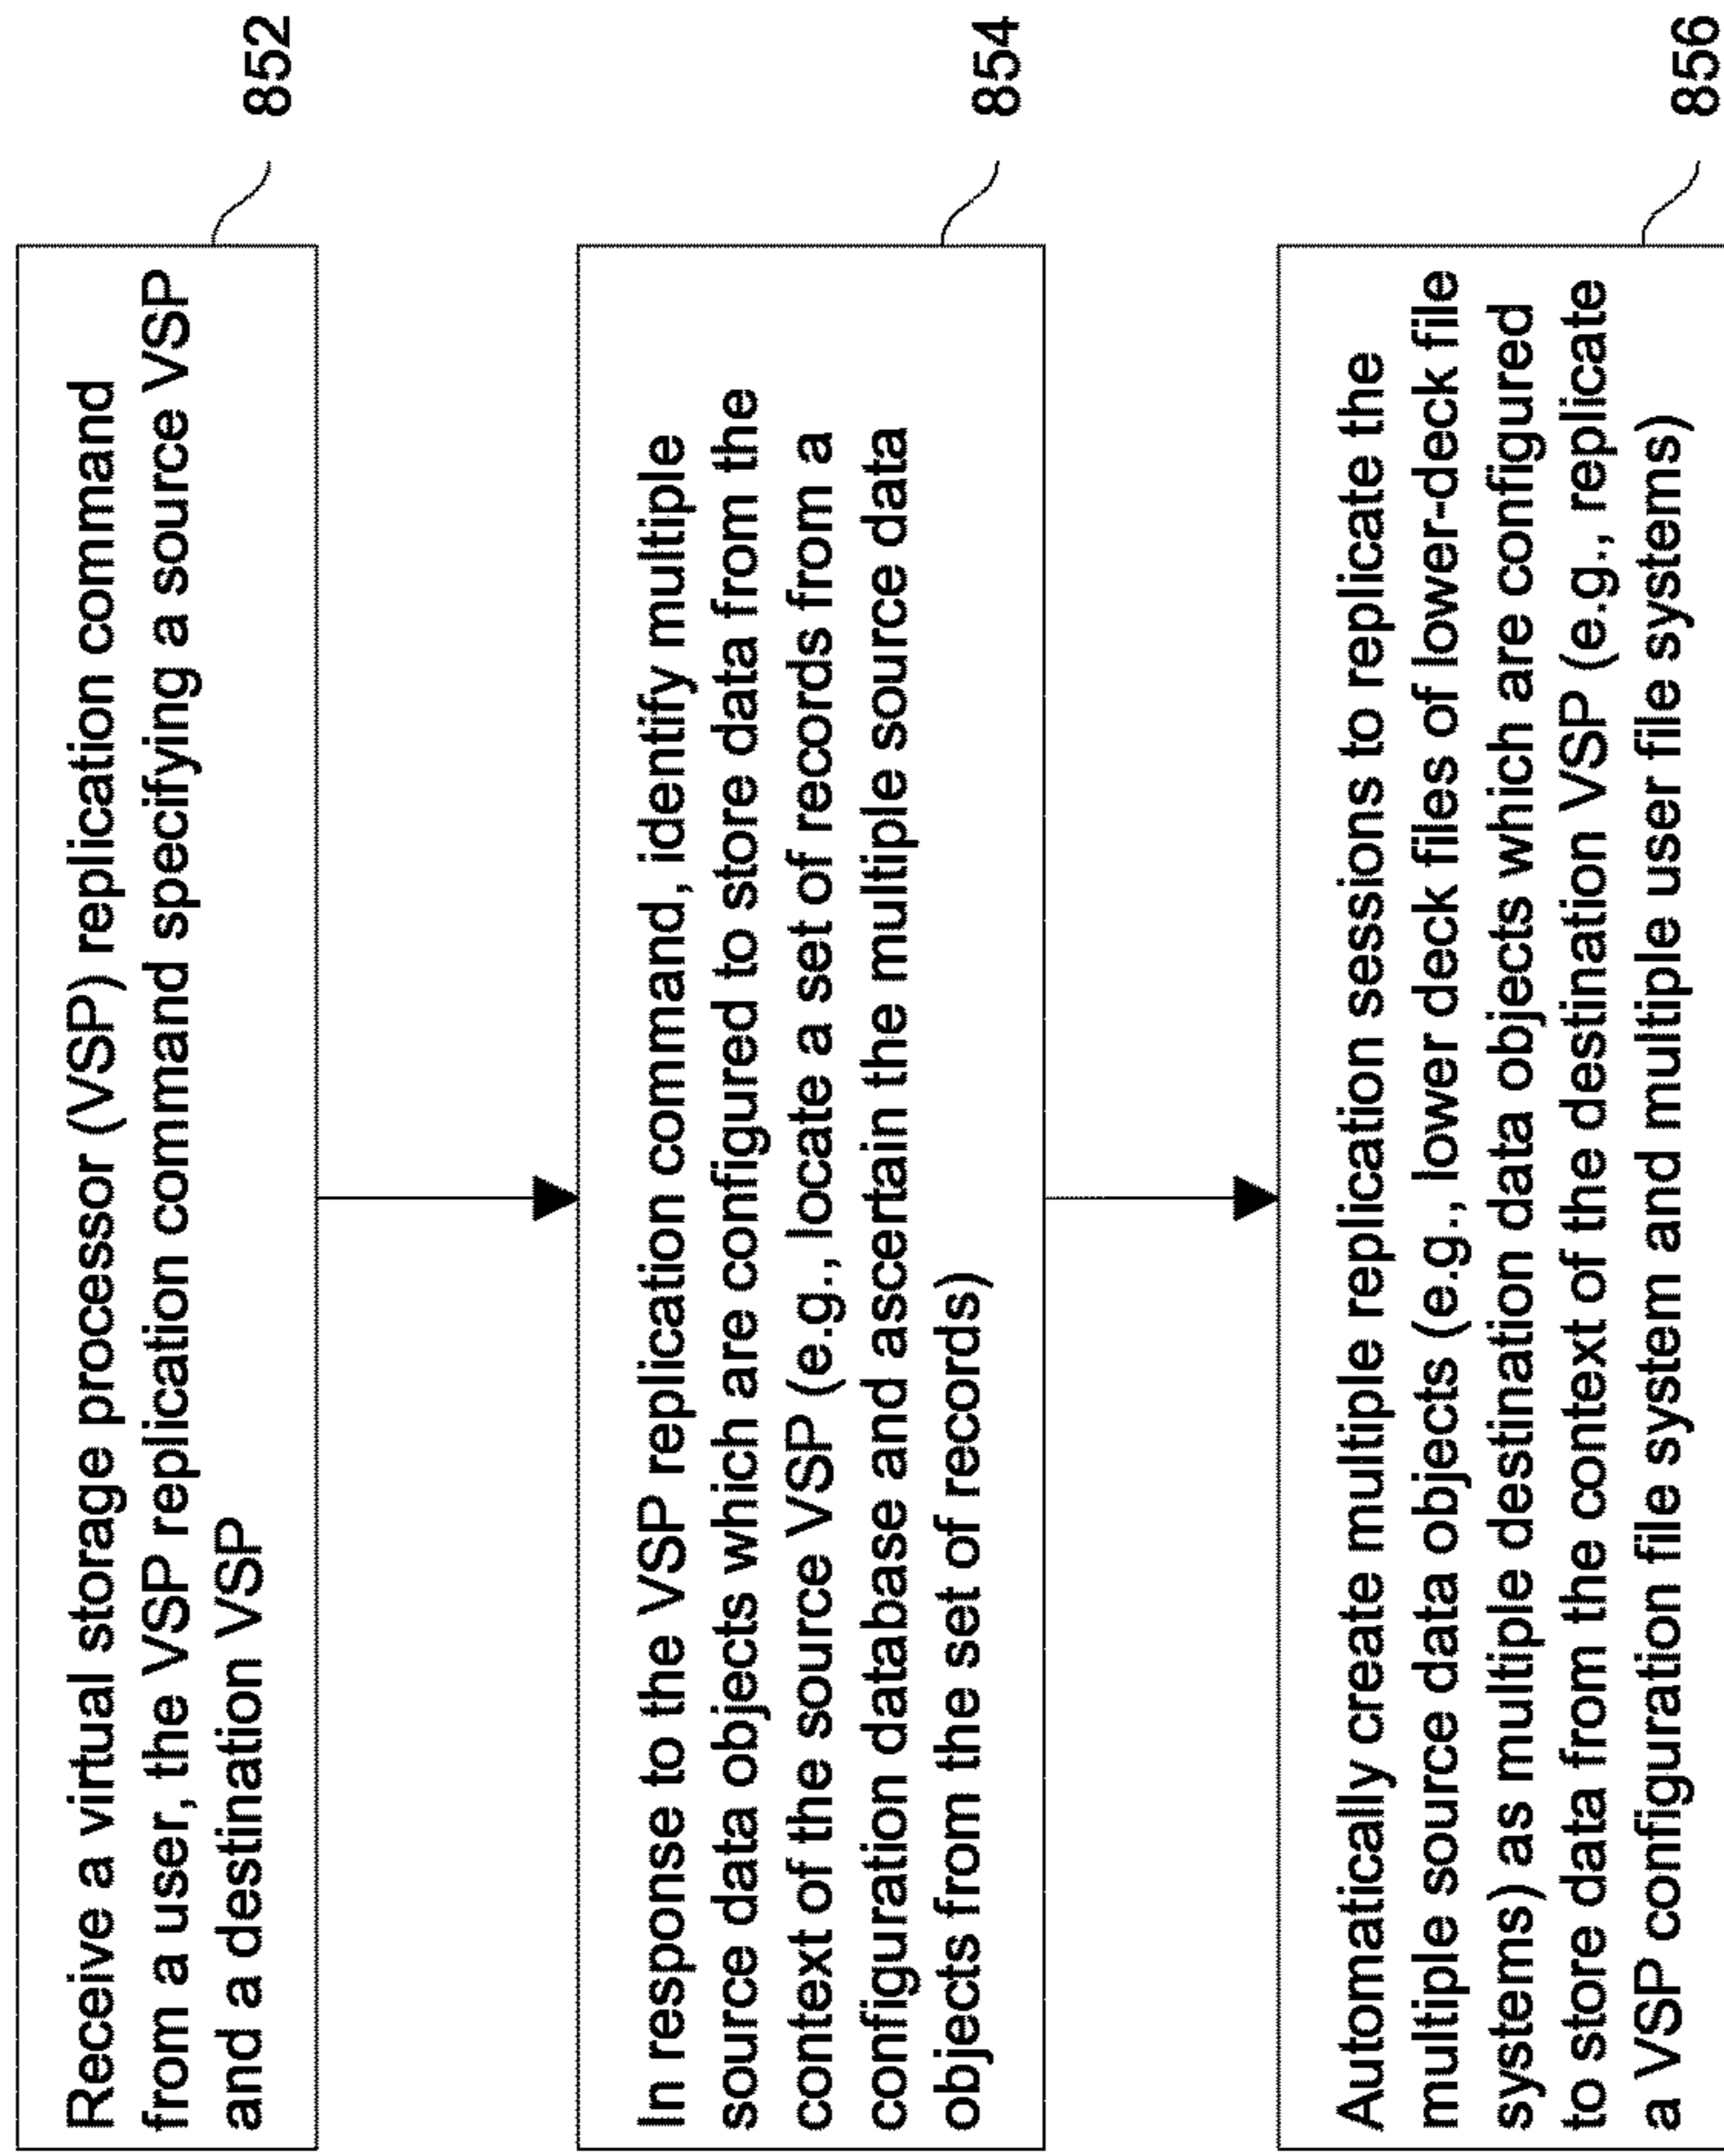 Receive a virtual storage processor (VSP) replication command
from a user, the VSP replication command specifying a source VSP
and a destination VSP
852
In response to the VSP replication command, identify multiple
source data objects which are configured to store data from the
context of the source VSP (e.g., locate a set of records from a
configuration database and ascertain the multiple source data
objects from the set of records)
854
Automatically create multiple replication sessions to replicate the
multiple source data objects (e.g., lower deck files of lower-deck file
systems) as multiple destination data objects which are configured
to store data from the context of the destination VSP (e.g., replicate
a VSP configuration file system and multiple user file systems)
856